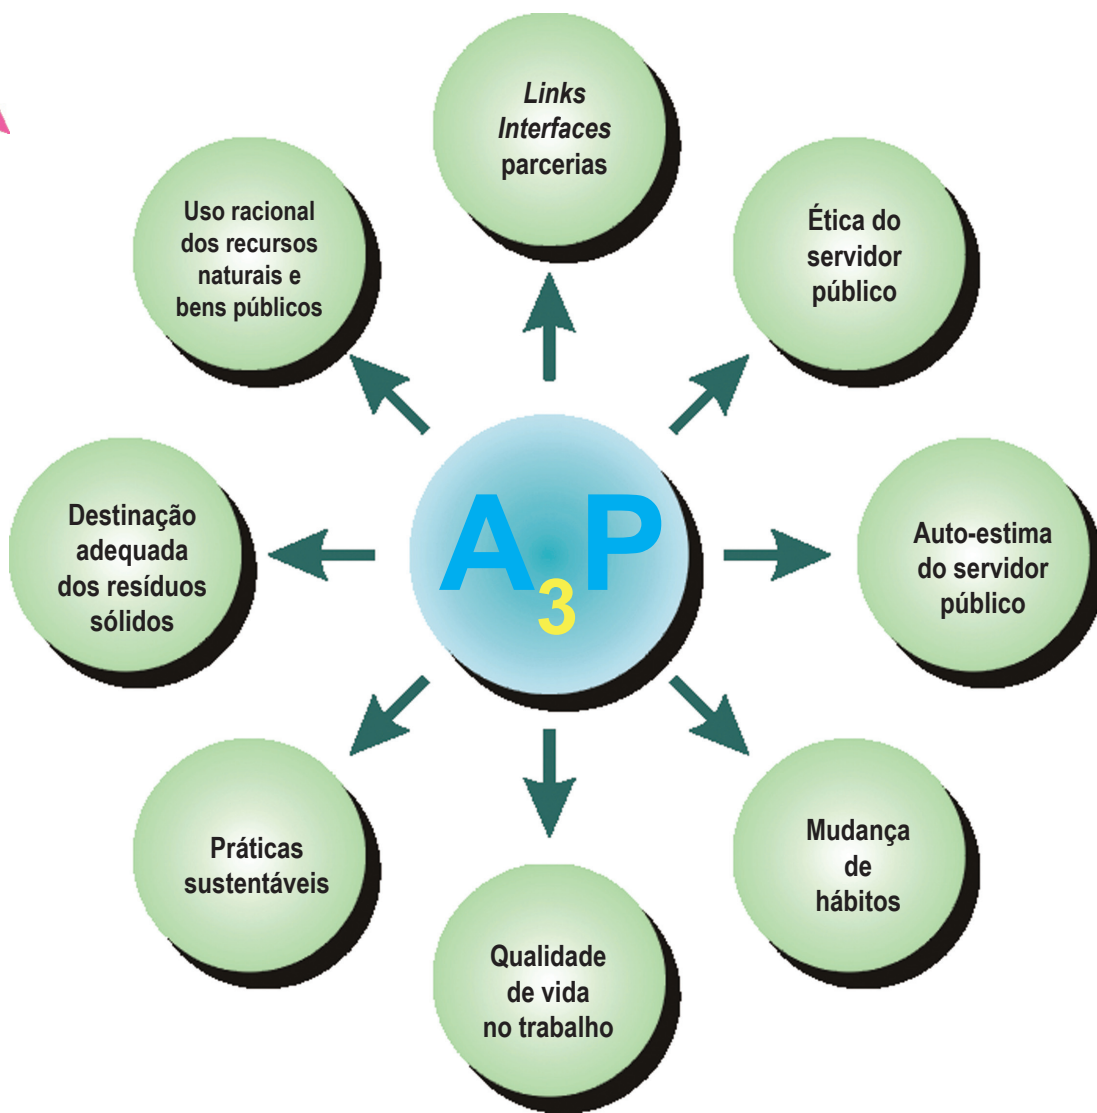 Links
Interfaces
parcerias
Ética do
servidor
público
Auto-estima
do servidor
público
Mudança
de
hábitos
Qualidade
de vida
no trabalho
Práticas
sustentáveis
Destinação
adequada
dos resíduos
sólidos
Uso racional
dos recursos
naturais e
bens públicos
A3P